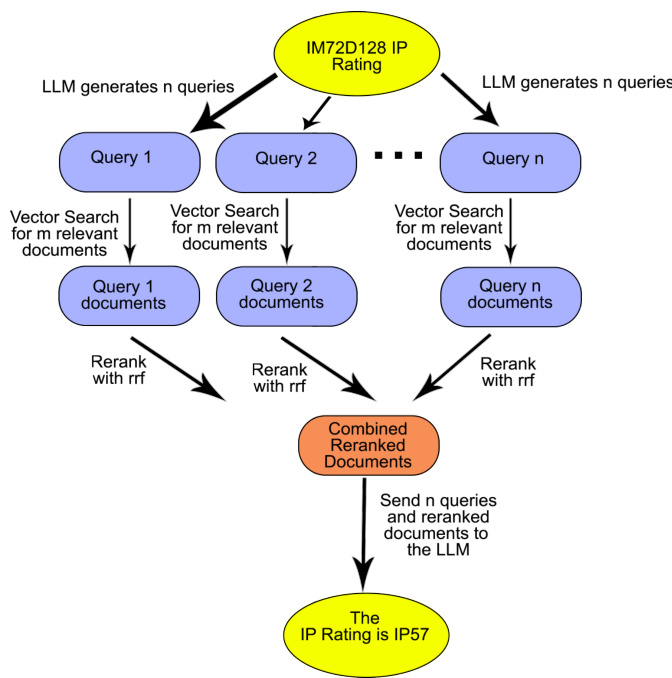 IM72D128 IP
Rating
LLM generates n queries
LLM generates n queries
Query 1
Query 2
Query n
Vector Search
for m relevant
documents
Vector Search
for m relevant
documents
Vector Search
for m relevant
documents
Query 1
documents
Query 2
documents
Query n
documents
Rerank
with rrf
Rerank
with rrf
Rerank
with rrf
Combined
Reranked
Documents
Send n queries
and reranked
documents to
the LLM
The
IP Rating is IP57